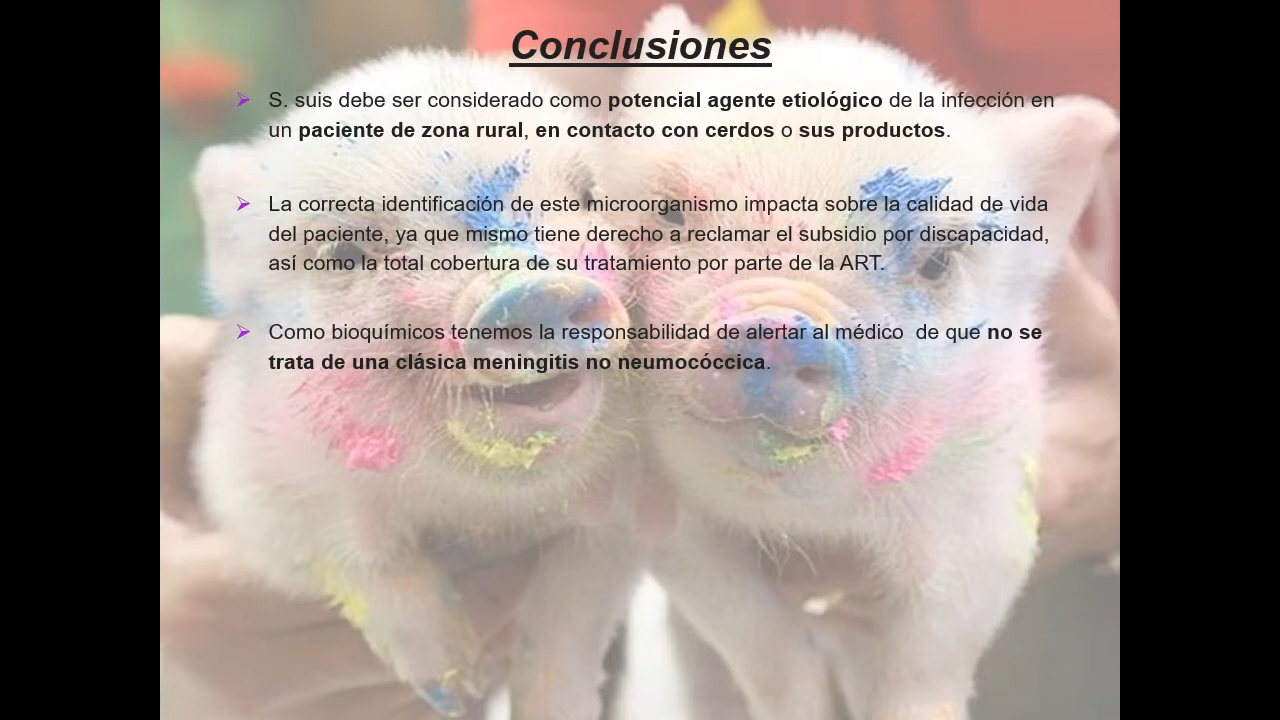 Conclusiones
S. suis debe ser considerado como potencial agente etiológico de la infección en
un paciente de zona rural, en contacto con cerdos o sus productos.
La correcta identificación de este microorganismo impacta sobre la calidad de vida
del paciente, ya que mismo tiene derecho a reclamar el subsidio por discapacidad,
así como la total cobertura de su tratamiento por parte de la ART.
Como bioquímicos tenemos la responsabilidad de alertar al médico  de que no se
trata de una clásica meningitis no neumocóccica.